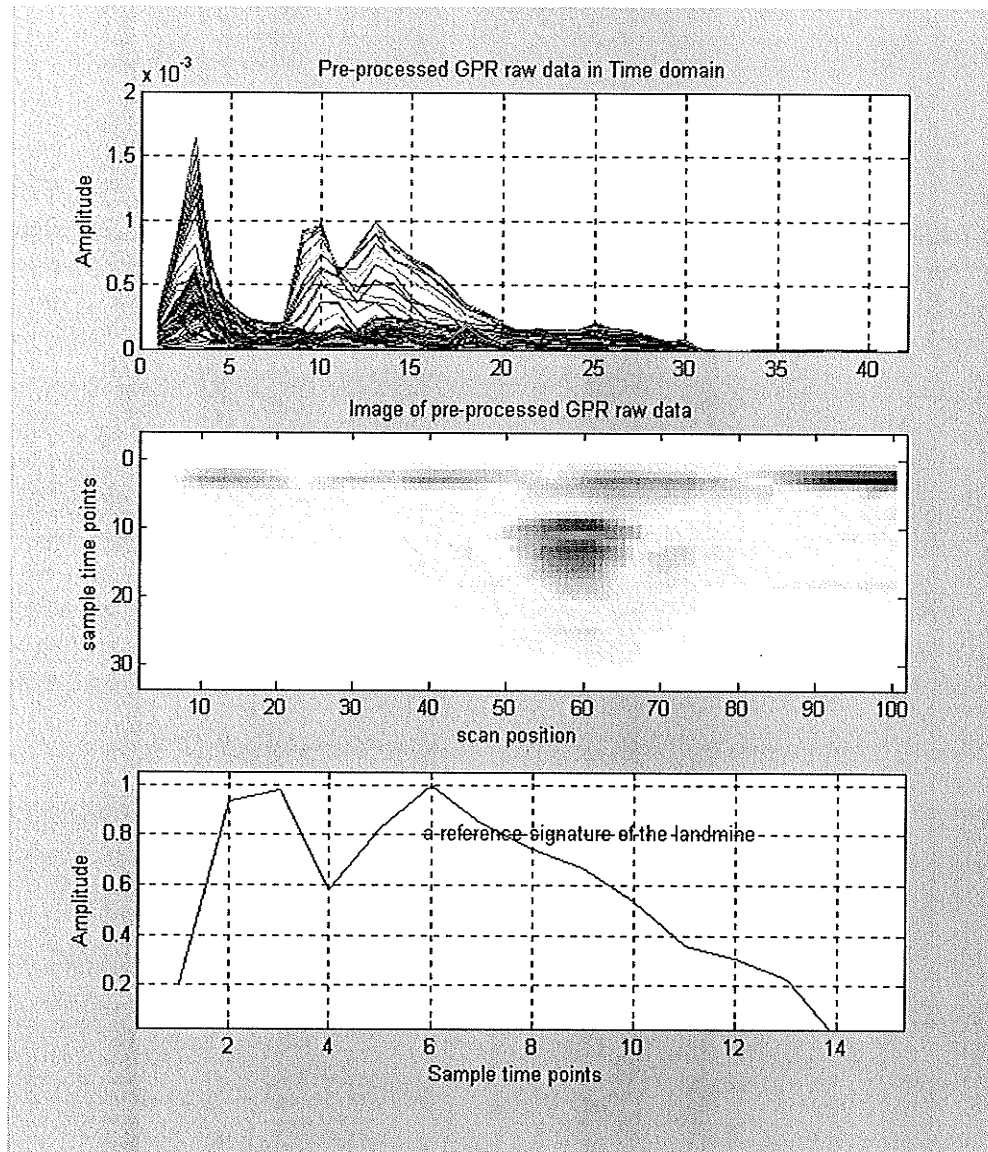 Pre-processed GPR raw data in Time domain
x 10-3
2
1.5
1
0.5
0
Amplitude
0 5 10 15 20 25 30 35 40
Image of pre-processed GPR raw data
0
10
20
30
sample time points
10 20 30 40 50 60 70 80 90 100
scan position
1
0.8
0.6
0.4
0.2
Amplitude
a reference signature of the landmine
2 4 6 8 10 12 14
Sample time points